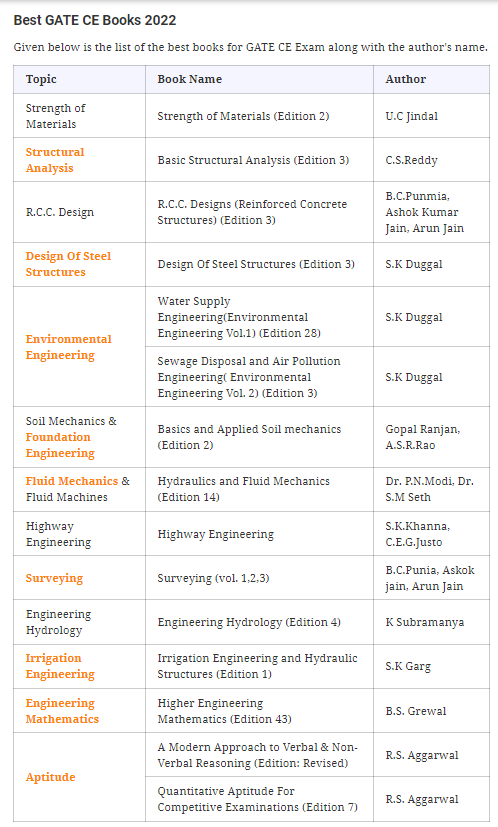 Best GATE CE Books 2022
Given below is the list of the best books for GATE CE Exam along with the author's name.
Topic
Book Name
Author
Strength of
Materials
Strength of Materials (Edition 2)
U.C Jindal
Structural
Analysis
Basic Structural Analysis (Edition 3)
C.S.Reddy
R.C.C. Design
R.C.C. Designs (Reinforced Concrete
Structures) (Edition 3)
B.C.Punmia,
Ashok Kumar
Jain, Arun Jain
Design Of Steel
Structures
Design Of Steel Structures (Edition 3)
S.K Duggal
Environmental
Engineering
Water Supply
Engineering(Environmental
Engineering Vol.1) (Edition 28)
S.K Duggal
Sewage Disposal and Air Pollution
Engineering( Environmental
Engineering Vol. 2) (Edition 3)
S.K Duggal
Soil Mechanics &
Foundation
Engineering
Basics and Applied Soil mechanics
(Edition 2)
Gopal Ranjan,
A.S.R.Rao
Fluid Mechanics &
Fluid Machines
Hydraulics and Fluid Mechanics
(Edition 14)
Dr. P.N.Modi, Dr.
S.M Seth
Highway
Engineering
Highway Engineering
S.K.Khanna,
C.E.G.Justo
Surveying
Surveying (vol. 1,2,3)
B.C.Punia, Askok
jain, Arun Jain
Engineering
Hydrology
Engineering Hydrology (Edition 4)
K Subramanya
Irrigation
Engineering
Irrigation Engineering and Hydraulic
Structures (Edition 1)
S.K Garg
Engineering
Mathematics
Higher Engineering
Mathematics (Edition 43)
B.S. Grewal
Aptitude
A Modern Approach to Verbal & Non-
Verbal Reasoning (Edition: Revised)
R.S. Aggarwal
Quantitative Aptitude For
Competitive Examinations (Edition 7)
R.S. Aggarwal